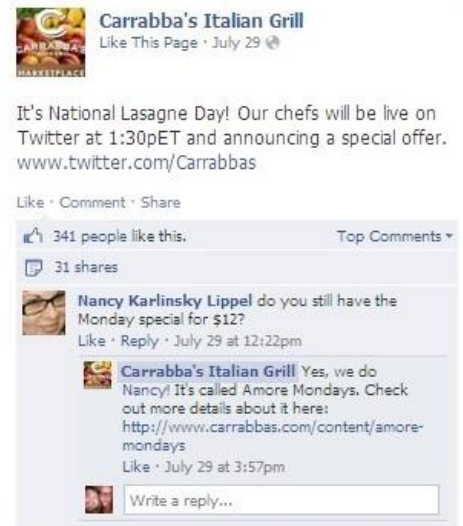 Carrabba's Italian Grill
Like This Page · July 29
CARRABBA'S
MARKETPLACE
It's National Lasagne Day! Our chefs will be live on
Twitter at 1:30pET and announcing a special offer.
www.twitter.com/Carrabbas
Like · Comment · Share
341 people like this.
Top Comments
31 shares
Nancy Karlinsky Lippel do you still have the
Monday special for $12?
Like · Reply · July 29 at 12:22pm
Carrabba's Italian Grill Yes, we do
Nancy! It's called Amore Mondays. Check
out more details about it here:
http://www.carrabbas.com/content/amore-
mondays
Like · July 29 at 3:57pm
Write a reply...